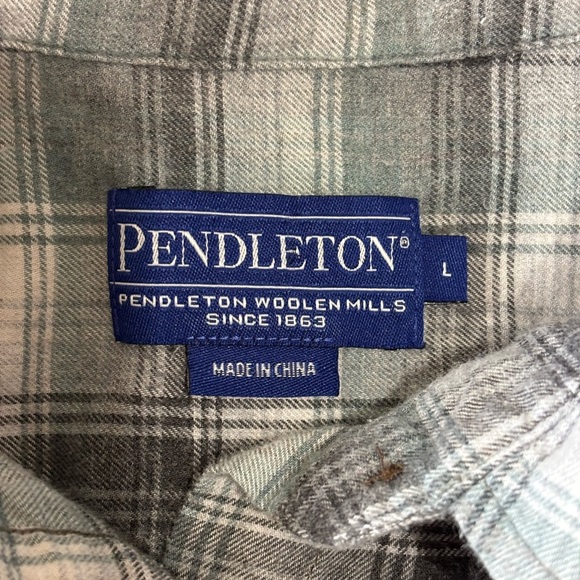 PENDLETON®
L
PENDLETON WOOLEN MILLS
SINCE 1863
MADE IN CHINA